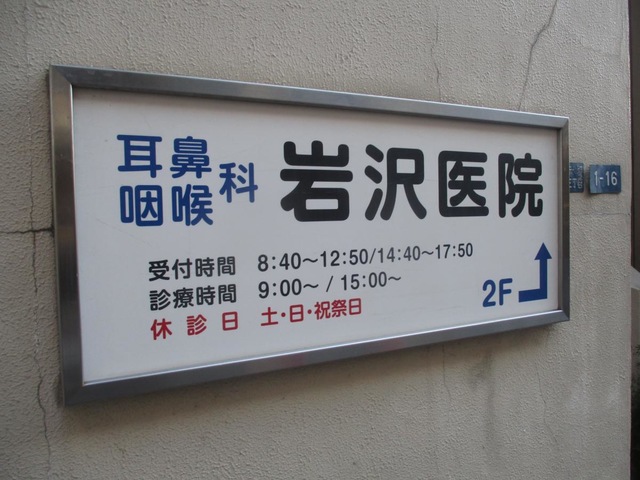 耳鼻咽喉科 岩沢医院
受付時間 8:40〜12:50/14:40〜17:50
診療時間 9:00〜 / 15:00〜
休診日 土・日・祝祭日
2F
1-16